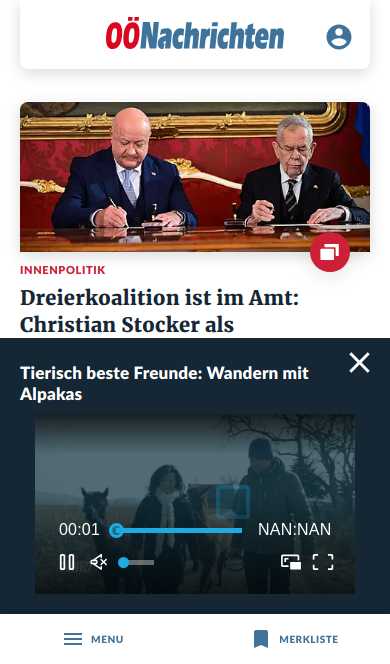 OÖNachrichten
INNENPOLITIK
Dreierkoalition ist im Amt:
Christian Stocker als
Tierisch beste Freunde: Wandern mit
Alpakas
00:01 NAN:NAN
MENU MERKLISTE